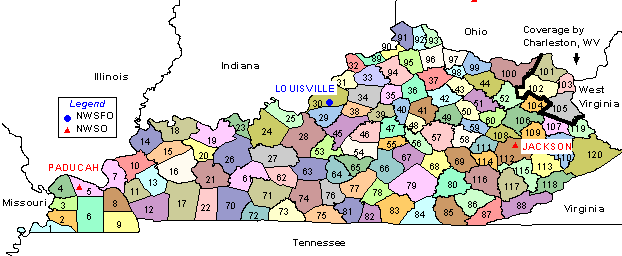 Ohio
Coverage by
Charleston, WV
Indiana
Illinois
West
Virginia
Legend
NWSFO
NWSO
LOUISVILLE
PADUCAH
JACKSON
Missouri
Virginia
Tennessee
91 92 93
90 95 96 97 98 99 100 101
32 94 102 103
31 33 37 44 52 104 105
30 34 35 36 43 50 51 106 107 119
14 18 19 23 24 28 29 38 39 40 41 42 49 108 109 110 120
10 15 20 26 27 45 46 47 48 53 54 55 56 57 58 59 111 112
7 11 13 16 21 25 60 61 62 63 64 65 66 67 68 69 113 114 115
4 5 3 2 1 6 8 9 12 17 22 70 71 72 73 74 75 76 77 78 79 80 116 117 118
81 82 83 84 85 86 87 88